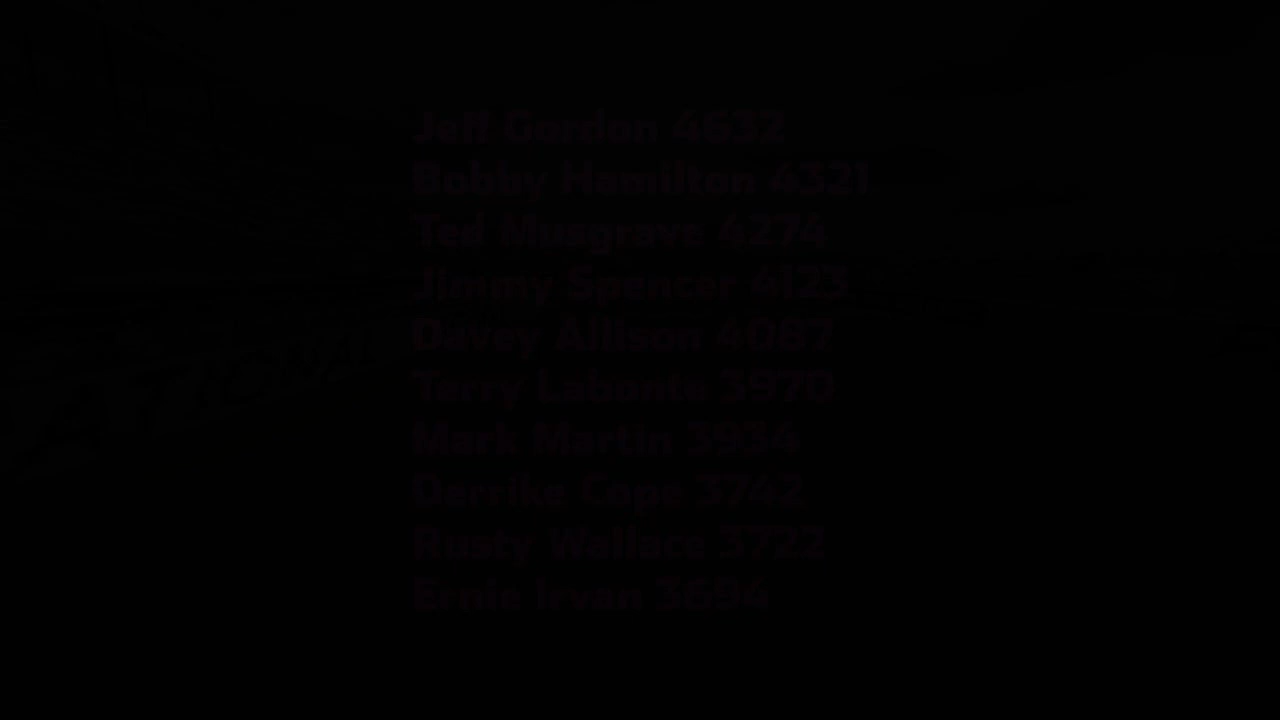 Jeff Gordon 4632
Bobby Hamilton 4321
Ted Musgrave 4274
Jimmy Spencer 4123
Davey Allison 4087
Terry Labonte 3970
Mark Martin 3934
Derrike Cope 3742
Rusty Wallace 3722
Ernie Irvan 3694